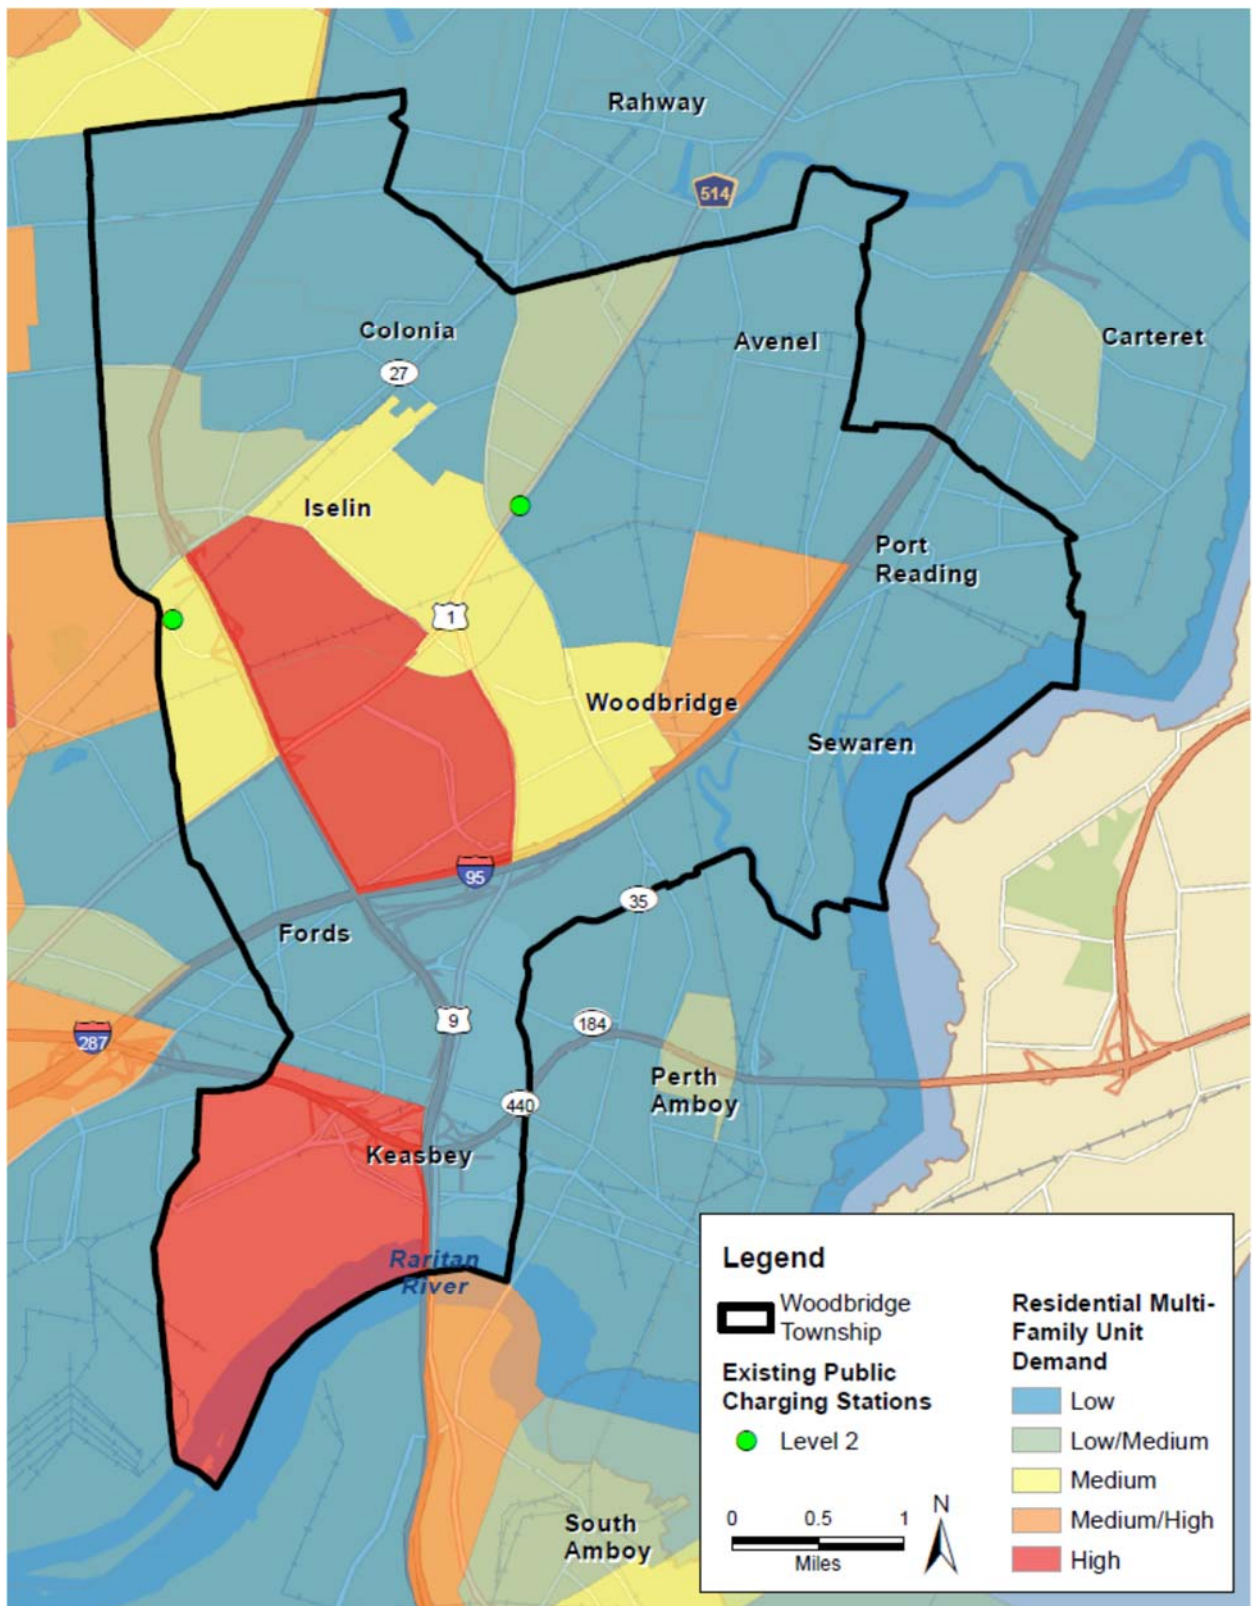 Rahway
514
Colonia
27
Avenel
Carteret
Iselin
Port
Reading
1
Woodbridge
Sewaren
95
35
Fords
9
184
287
Perth
Amboy
440
Keasbey
Raritan
River
South
Amboy
Legend
Woodbridge
Township
Existing Public
Charging Stations
Level 2
0 0.5 1
Miles
N
Residential Multi-
Family Unit
Demand
Low
Low/Medium
Medium
Medium/High
High